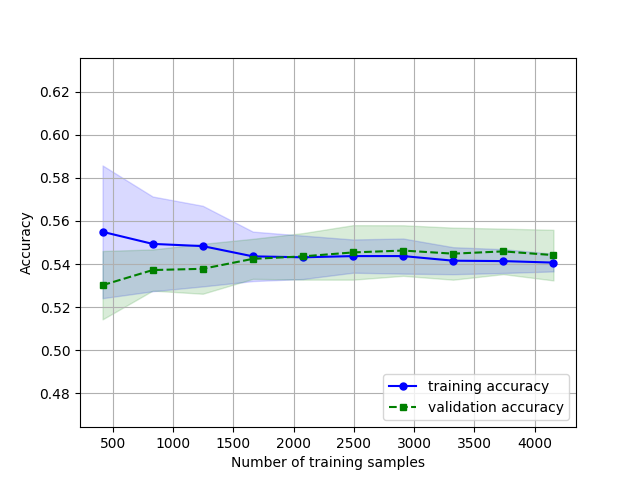 0.62
0.60
0.58
0.56
0.54
0.52
0.50
0.48
Accuracy
500 1000 1500 2000 2500 3000 3500 4000
Number of training samples
training accuracy
validation accuracy